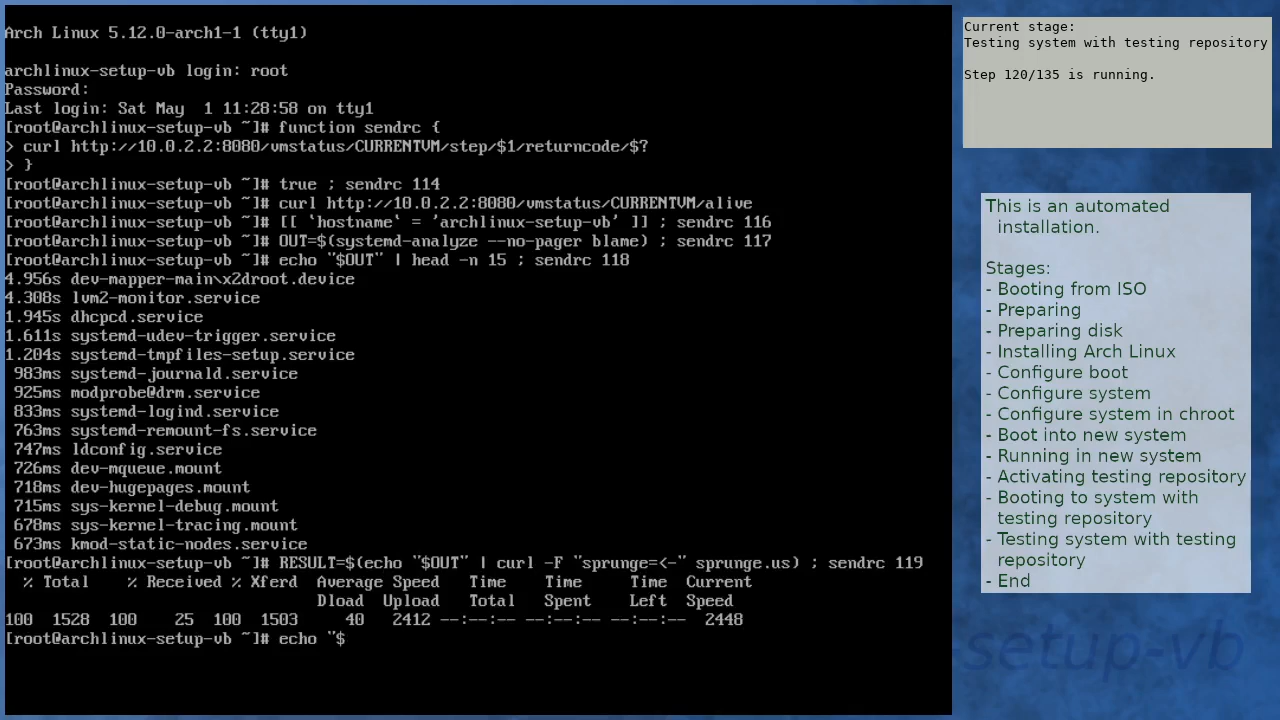 Arch Linux 5.12.0-arch1-1 (tty1)
archlinux-setup-vb login: root
Password:
Last login: Sat May  1 11:28:58 on tty1
[root@archlinux-setup-vb ~]# function sendrc {
> curl http://10.0.2.2:8080/vmstatus/CURRENTVM/step/$1/returncode/$?
> }
[root@archlinux-setup-vb ~]# true ; sendrc 114
[root@archlinux-setup-vb ~]# curl http://10.0.2.2:8080/vmstatus/CURRENTVM/alive
[root@archlinux-setup-vb ~]# [[ `hostname` = 'archlinux-setup-vb' ]] ; sendrc 116
[root@archlinux-setup-vb ~]# OUT=$(systemd-analyze --no-pager blame) ; sendrc 117
[root@archlinux-setup-vb ~]# echo "$OUT" | head -n 15 ; sendrc 118
4.956s dev-mapper-main\x2droot.device
4.308s lvm2-monitor.service
1.945s dhcpcd.service
1.611s systemd-udev-trigger.service
1.204s systemd-tmpfiles-setup.service
983ms systemd-journald.service
925ms modprobe@drm.service
833ms systemd-logind.service
763ms systemd-remount-fs.service
747ms ldconfig.service
726ms dev-mqueue.mount
718ms dev-hugepages.mount
715ms sys-kernel-debug.mount
678ms sys-kernel-tracing.mount
673ms kmod-static-nodes.service
[root@archlinux-setup-vb ~]# RESULT=$(echo "$OUT" | curl -F "sprunge=<-" sprunge.us) ; sendrc 119
% Total    % Received % Xferd  Average Speed   Time    Time     Time  Current
Dload  Upload   Total   Spent    Left  Speed
100  1528  100    25  100  1503     40   2412 --:--:-- --:--:-- --:--:--  2448
[root@archlinux-setup-vb ~]# echo "$
Current stage:
Testing system with testing repository
Step 120/135 is running.
This is an automated
installation.
Stages:
- Booting from ISO
- Preparing
- Preparing disk
- Installing Arch Linux
- Configure boot
- Configure system
- Configure system in chroot
- Boot into new system
- Running in new system
- Activating testing repository
- Booting to system with
testing repository
- Testing system with testing
repository
- End
-setup-vb